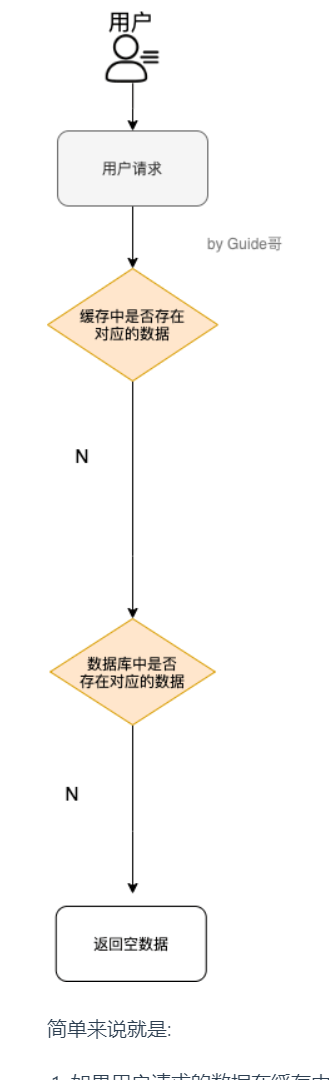 用户
用户请求
by Guide哥
缓存中是否存在
对应的数据
N
数据库中是否
存在对应的数据
N
返回空数据
简单来说就是:
1. 如果用户请求的数据在缓存中